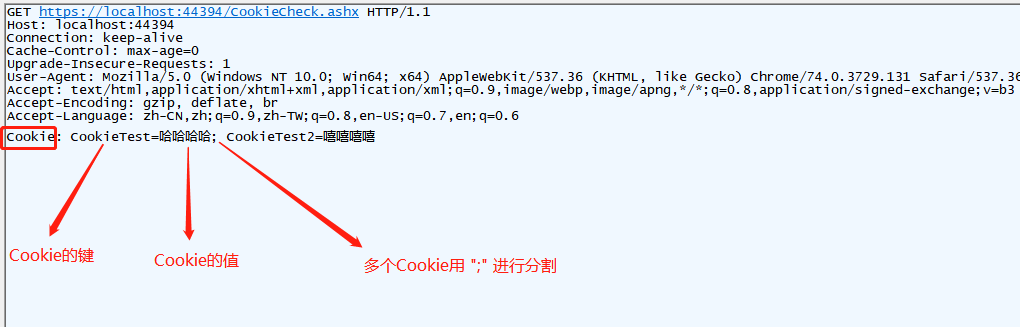 GET https://localhost:44394/CookieCheck.ashx HTTP/1.1
Host: localhost:44394
Connection: keep-alive
Cache-Control: max-age=0
Upgrade-Insecure-Requests: 1
User-Agent: Mozilla/5.0 (Windows NT 10.0; Win64; x64) AppleWebKit/537.36 (KHTML, like Gecko) Chrome/74.0.3729.131 Safari/537.36
Accept: text/html,application/xhtml+xml,application/xml;q=0.9,image/webp,image/apng,*/*;q=0.8,application/signed-exchange;v=b3
Accept-Encoding: gzip, deflate, br
Accept-Language: zh-CN,zh;q=0.9,zh-TW;q=0.8,en-US;q=0.7,en;q=0.6
Cookie: CookieTest=哈哈哈哈; CookieTest2=嘻嘻嘻嘻
Cookie的键
Cookie的值
多个Cookie用 ";" 进行分割